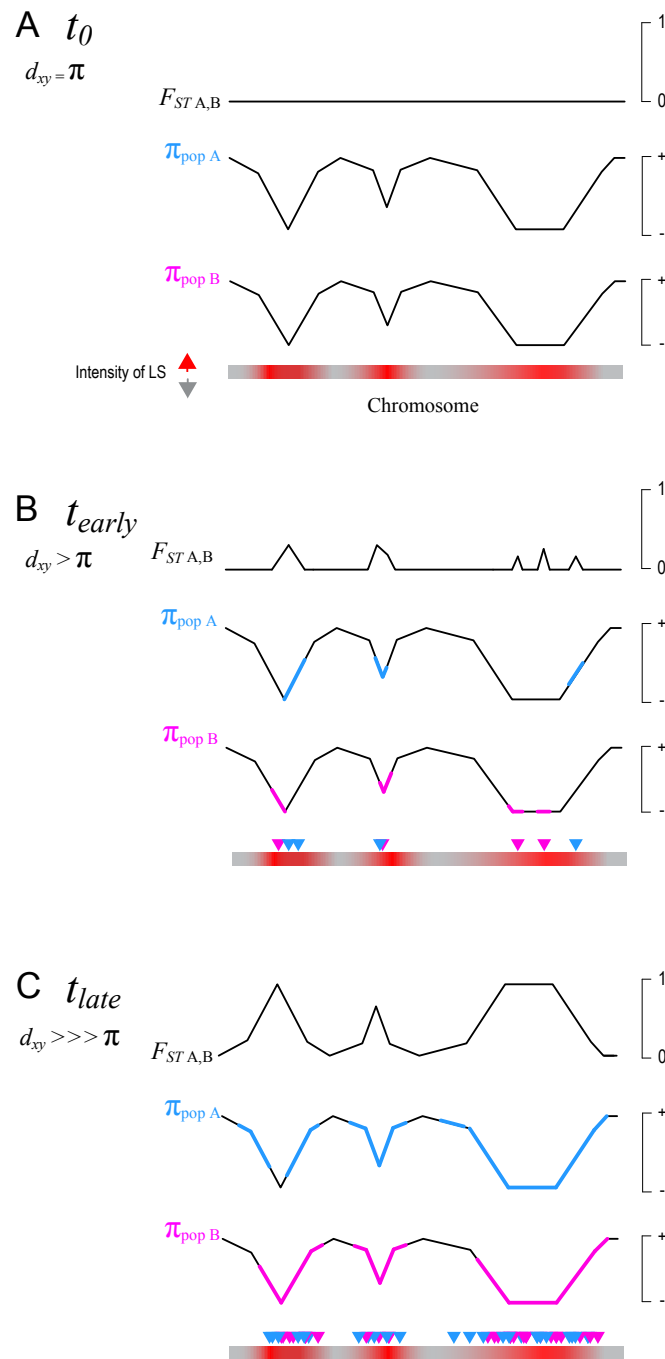 A t0
dxy = π
FST A,B
1
0
πpop A
+
-
πpop B
+
-
Intensity of LS
Chromosome
B tearly
dxy > π
FST A,B
1
0
πpop A
+
-
πpop B
+
-
C tlate
dxy >>> π
FST A,B
1
0
πpop A
+
-
πpop B
+
-